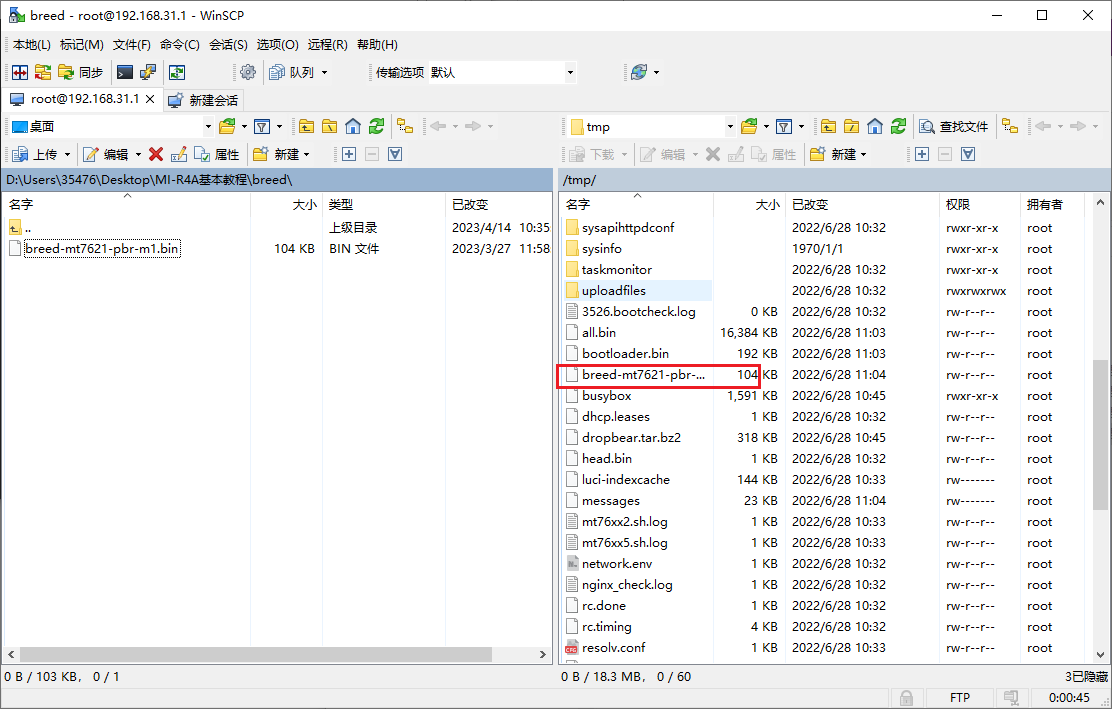 breed - root@192.168.31.1 - WinSCP
本地(L) 标记(M) 文件(F) 命令(C) 会话(S) 选项(O) 远程(R) 帮助(H)
同步 队列 传输选项 默认
root@192.168.31.1 新建会话
桌面
上传 编辑 属性 新建
D:\Users\35476\Desktop\MI-R4A基本教程\breed\
名字 大小 类型 已改变
.. 上级目录 2023/4/14 10:35
breed-mt7621-pbr-m1.bin 104 KB BIN 文件 2023/3/27 11:58
0 B / 103 KB, 0 / 1
tmp 查找文件
下载 编辑 属性 新建
/tmp/
名字 大小 已改变 权限 拥有者
sysapihttpdconf 2022/6/28 10:32 rwxr-xr-x root
sysinfo 1970/1/1 rwxr-xr-x root
taskmonitor 2022/6/28 10:32 rwxr-xr-x root
uploadfiles 2022/6/28 10:32 rwxrwxrwx root
3526.bootcheck.log 0 KB 2022/6/28 10:32 rw-r--r-- root
all.bin 16,384 KB 2022/6/28 11:03 rw-r--r-- root
bootloader.bin 192 KB 2022/6/28 11:03 rw-r--r-- root
breed-mt7621-pbr-... 104 KB 2022/6/28 11:04 rw-r--r-- root
busybox 1,591 KB 2022/6/28 10:45 rwxr-xr-x root
dhcp.leases 1 KB 2022/6/28 10:32 rw-r--r-- root
dropbear.tar.bz2 318 KB 2022/6/28 10:45 rw-r--r-- root
head.bin 1 KB 2022/6/28 10:32 rw-r--r-- root
luci-indexcache 144 KB 2022/6/28 10:33 rw------- root
messages 23 KB 2022/6/28 11:04 rw------- root
mt76xx2.sh.log 1 KB 2022/6/28 10:33 rw-r--r-- root
mt76xx5.sh.log 1 KB 2022/6/28 10:33 rw-r--r-- root
network.env 1 KB 2022/6/28 10:32 rw-r--r-- root
nginx_check.log 1 KB 2022/6/28 10:32 rw-r--r-- root
rc.done 1 KB 2022/6/28 10:32 rw-r--r-- root
rc.timing 4 KB 2022/6/28 10:32 rw-r--r-- root
resolv.conf 1 KB 2022/6/28 10:33 rw-r--r-- root
0 B / 18.3 MB, 0 / 60 3已隐藏
FTP 0:00:45